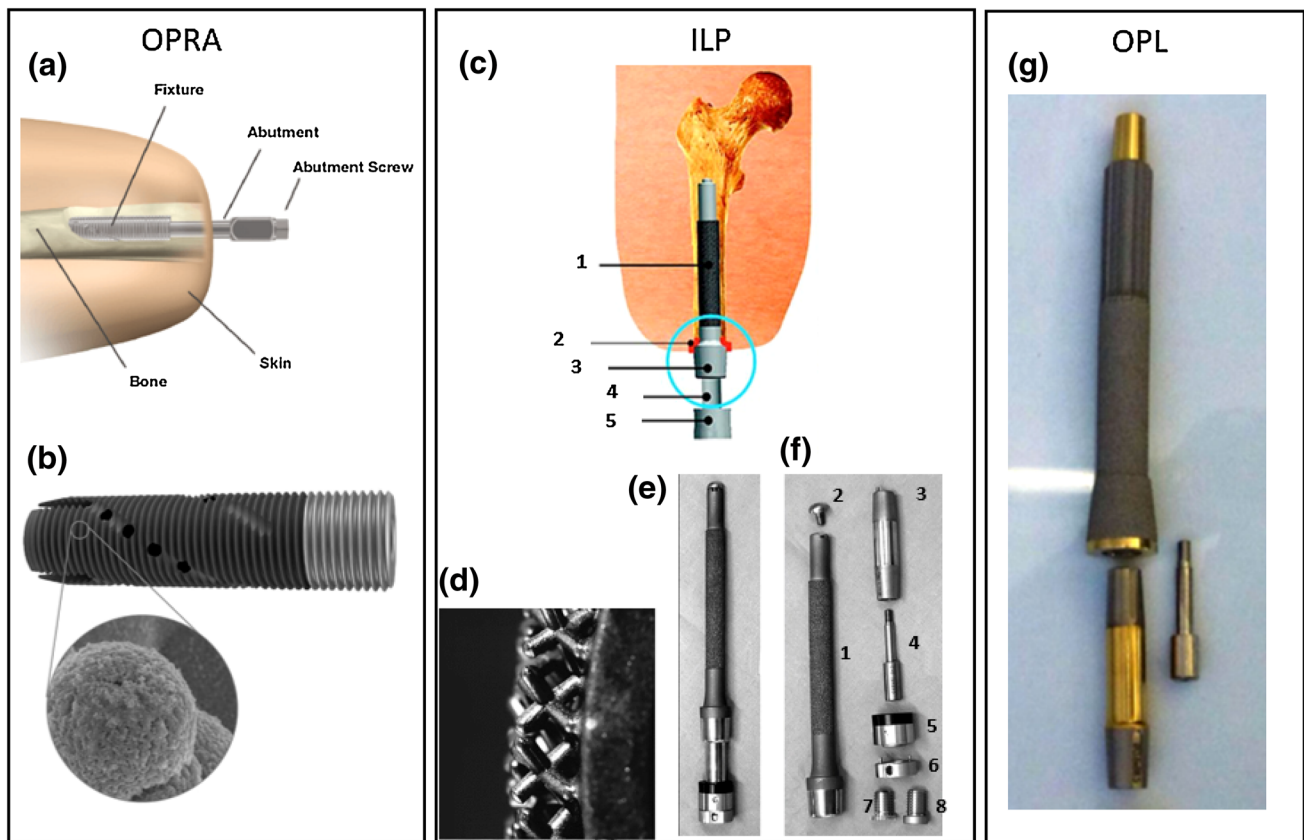 OPRA
(a)
Fixture
Abutment
Abutment Screw
Skin
Bone
(b)
ILP
(c)
1
2
3
4
5
(d)
(e)
(f)
2
3
1
4
5
6
7
8
OPL
(g)